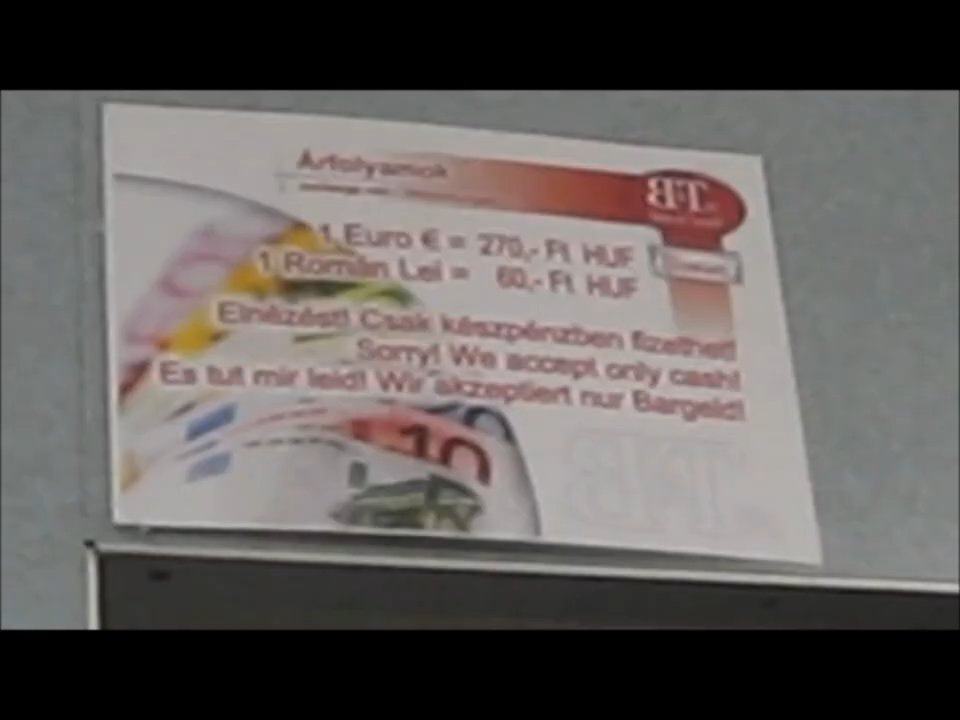 Árfolyamok
1 Euro € = 270,- Ft HUF
1 Román Lei = 60,- Ft HUF
Elnézést! Csak készpénzben fizethet!
Sorry! We accept only cash!
Es tut mir leid! Wir akzeptiert nur Bargeld!
10